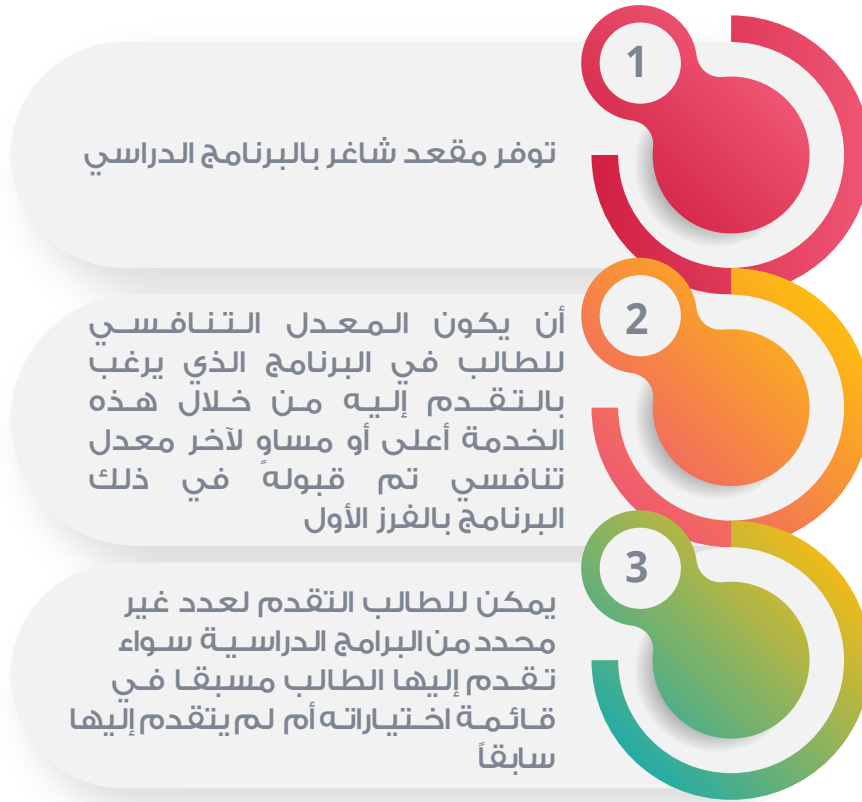 1
توفر مقعد شاغر بالبرنامج الدراسي
2
أن يكون المعدل التنافسي
للطالب في البرنامج الذي يرغب
بالتقدم إليه من خلال هذه
الخدمة أعلى أو مساوٍ لآخر معدل
تنافسي تم قبولهً في ذلك
البرنامج بالفرز الأول
3
يمكن للطالب التقدم لعدد غير
محدد من البرامج الدراسية سواء
تقدم إليها الطالب مسبقا في
قائمة اختياراته أم لم يتقدم إليها
سابقاً